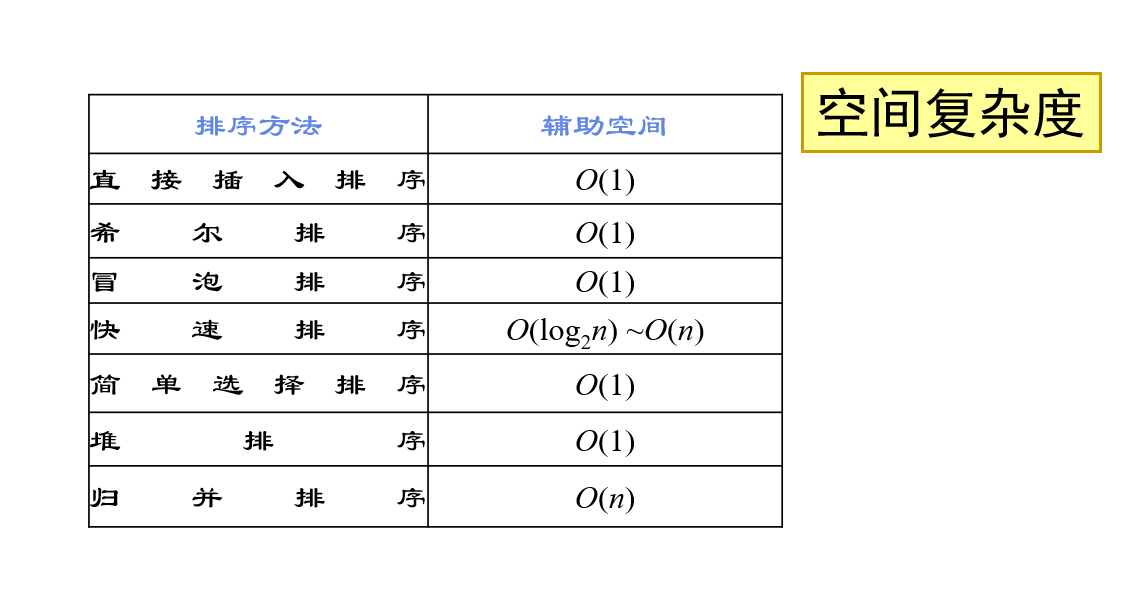 空间复杂度
排序方法 辅助空间
直接插入排序 O(1)
希尔排序 O(1)
冒泡排序 O(1)
快速排序 O(log₂n) ~O(n)
简单选择排序 O(1)
堆排序 O(1)
归并排序 O(n)